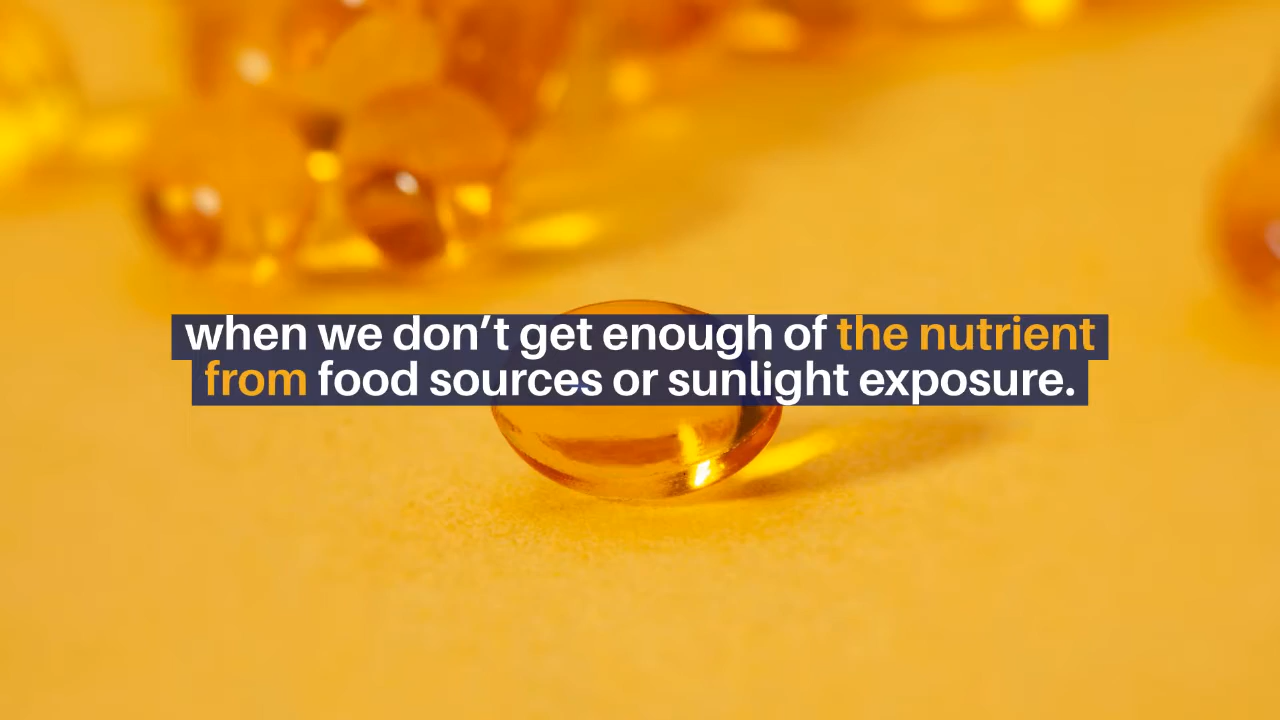 when we don’t get enough of the nutrient
from food sources or sunlight exposure.